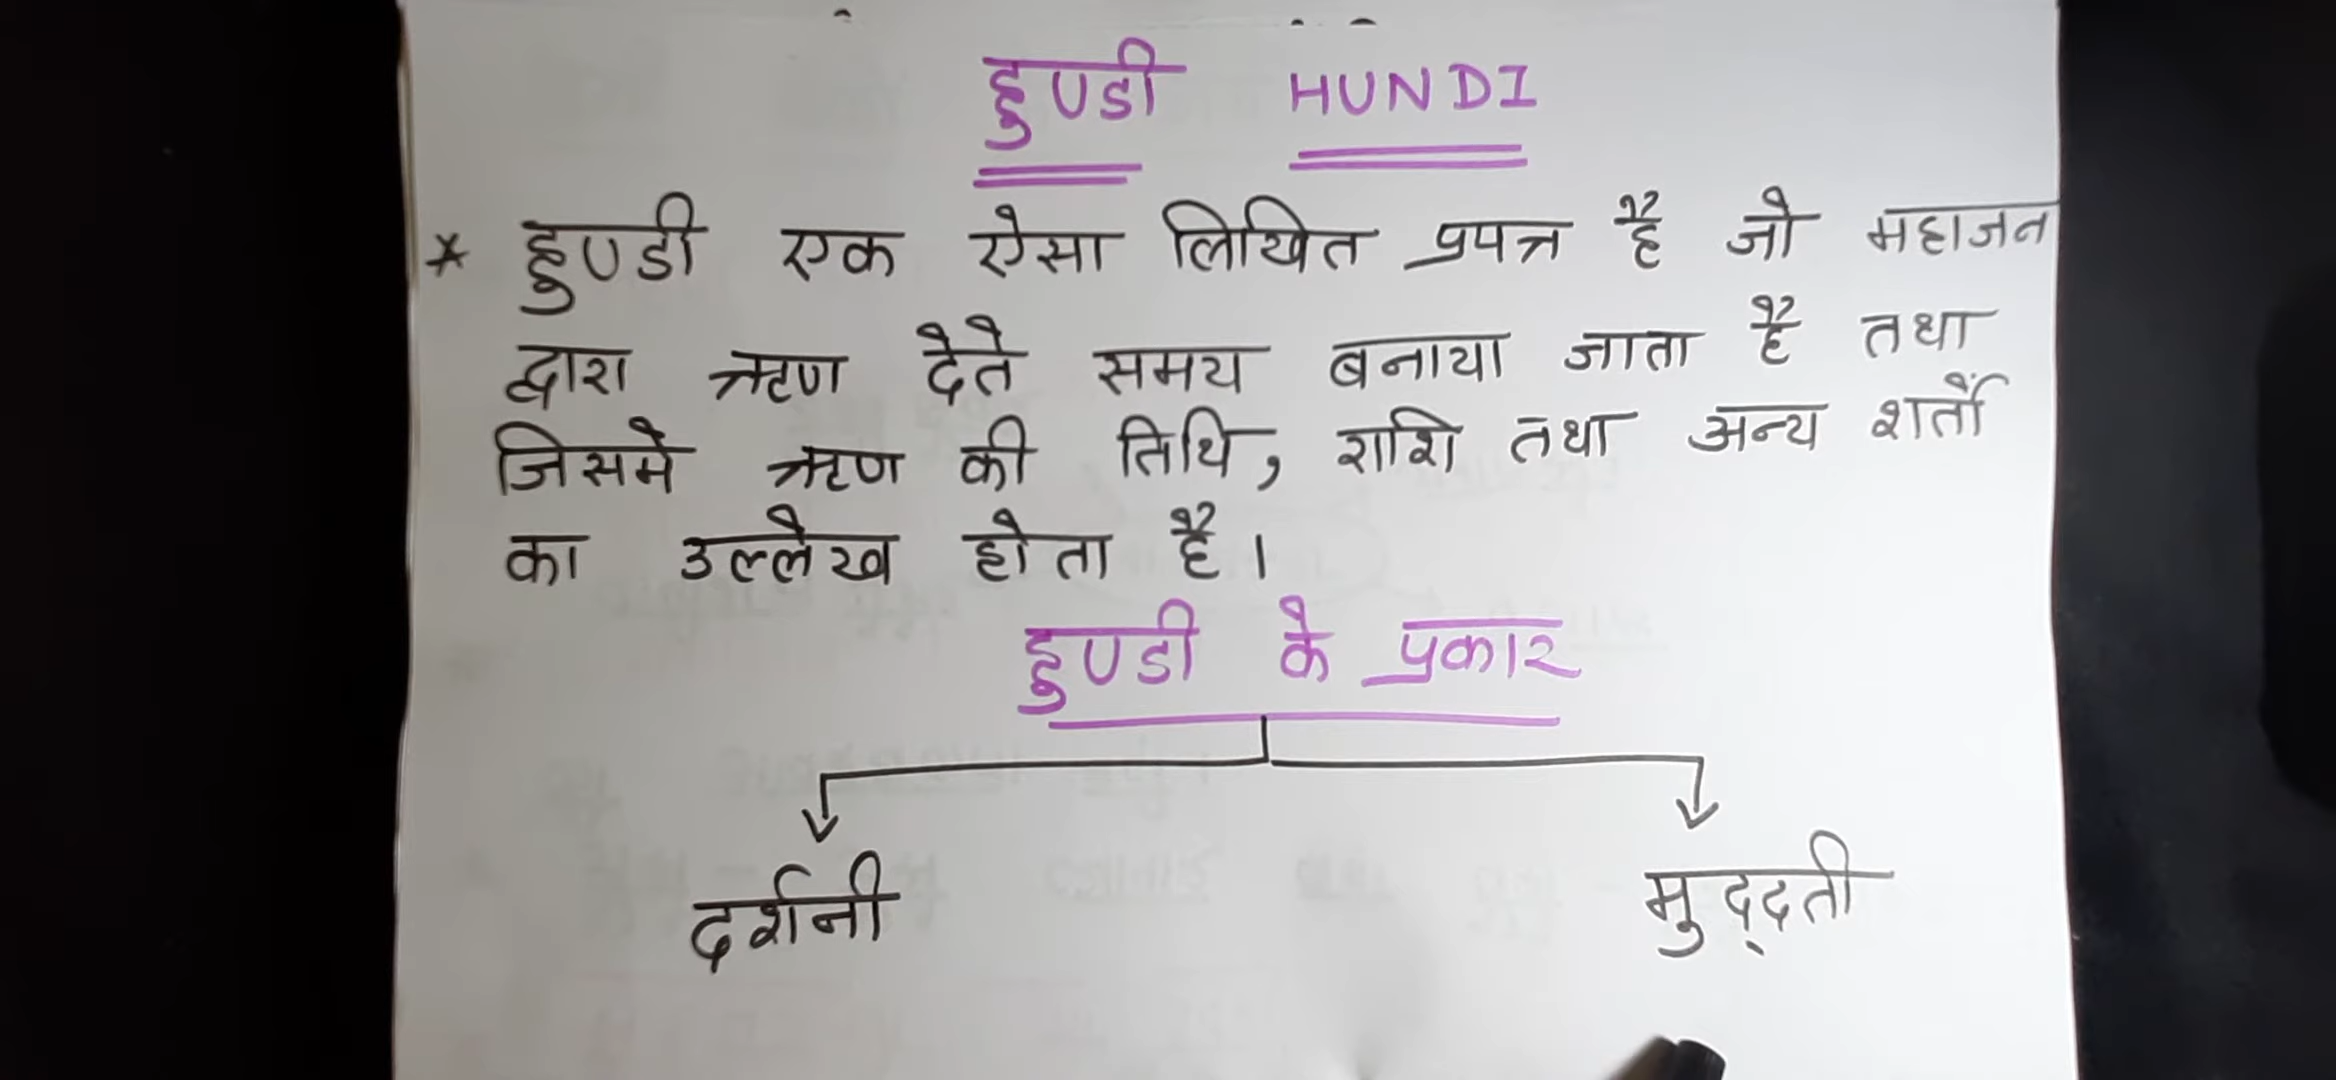 हुण्डी HUNDI
* हुण्डी एक ऐसा लिखित प्रपत्र है जो महाजन
द्वारा ऋण देते समय बनाया जाता है तथा
जिसमे ऋण की तिथि, राशि तथा अन्य शर्तों
का उल्लेख होता है।
हुण्डी के प्रकार
दर्शनी मुद्दती